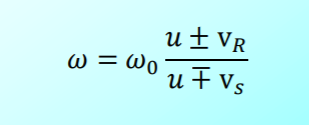 ω = ω₀ (u ± v_R) / (u ∓ v_s)